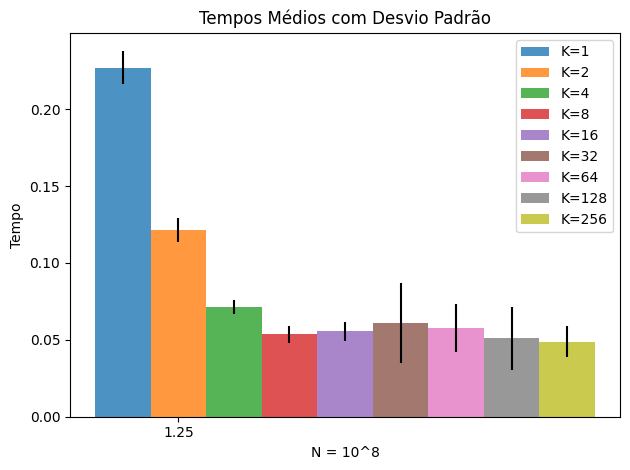 Tempos Médios com Desvio Padrão
K=1
K=2
K=4
K=8
K=16
K=32
K=64
K=128
K=256
Tempo
0.20
0.15
0.10
0.05
0.00
1.25
N = 10^8